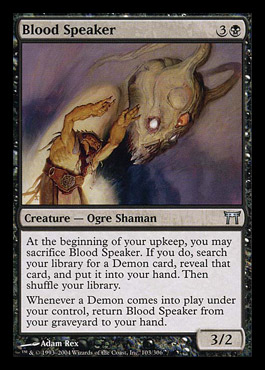 Blood Speaker 3
Creature — Ogre Shaman
At the beginning of your upkeep, you may
sacrifice Blood Speaker. If you do, search
your library for a Demon card, reveal that
card, and put it into your hand. Then
shuffle your library.
Whenever a Demon comes into play under
your control, return Blood Speaker from
your graveyard to your hand.
Adam Rex
3/2
™ & © 1993-2004 Wizards of the Coast, Inc. 103/306